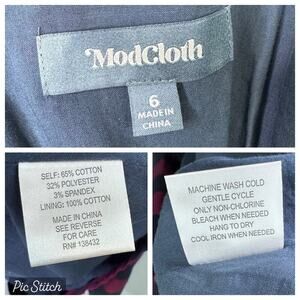 ModCloth
6
MADE IN
CHINA
SELF: 65% COTTON
32% POLYESTER
3% SPANDEX
LINING: 100% COTTON
MADE IN CHINA
SEE REVERSE
FOR CARE
RN# 138432
MACHINE WASH COLD
GENTLE CYCLE
ONLY NON-CHLORINE
BLEACH WHEN NEEDED
HANG TO DRY
COOL IRON WHEN NEEDED
Pic Stitch